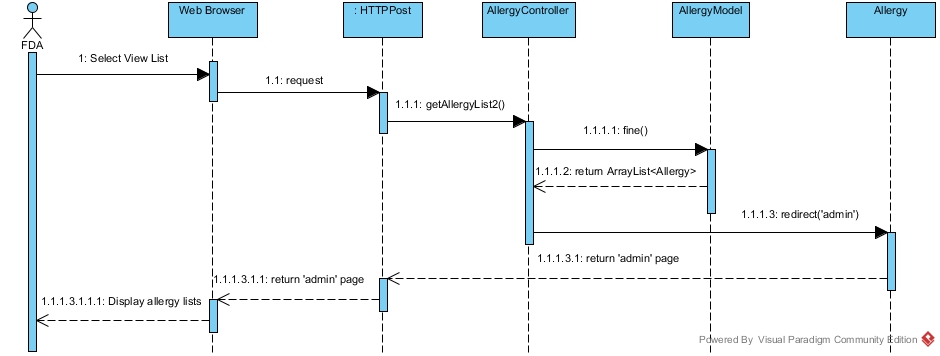 Web Browser
: HTTPPost
AllergyController
AllergyModel
Allergy
FDA
1: Select View List
1.1: request
1.1.1: getAllergyList2()
1.1.1.1: fine()
1.1.1.2: return ArrayList<Allergy>
1.1.1.3: redirect('admin')
1.1.1.3.1: return 'admin' page
1.1.1.3.1.1: return 'admin' page
1.1.1.3.1.1.1: Display allergy lists
Powered By Visual Paradigm Community Edition